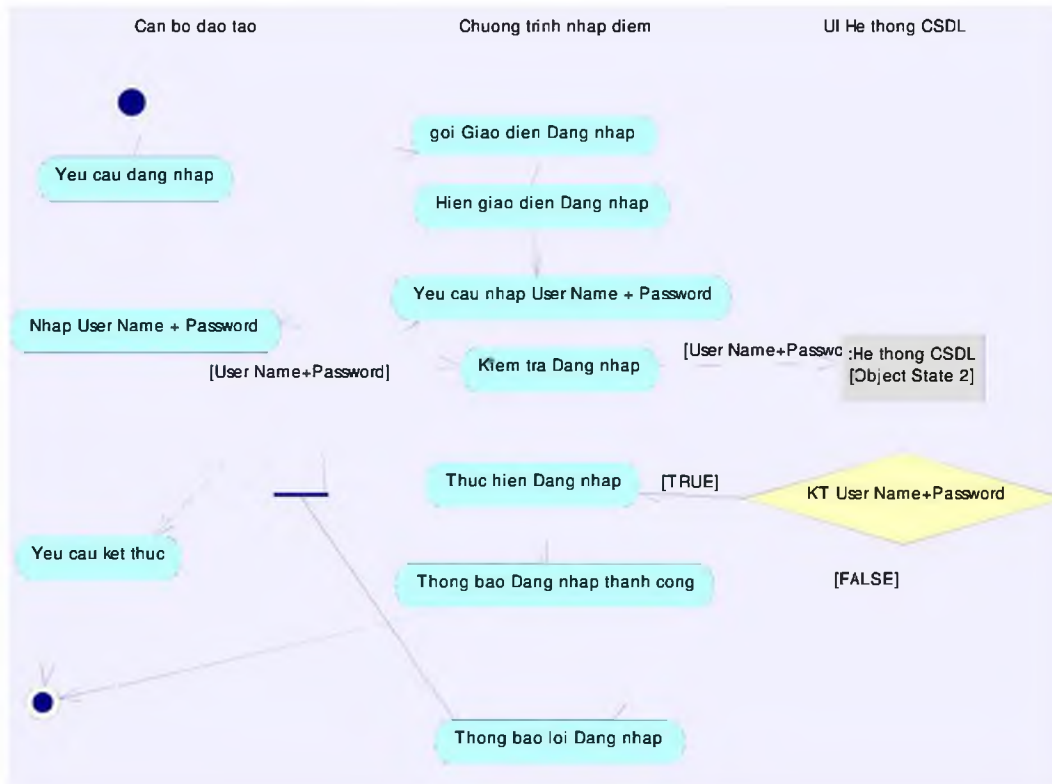 Can bo dao tao
Chuong trinh nhap diem
UI He thong CSDL
goi Giao dien Dang nhap
Yeu cau dang nhap
Hien giao dien Dang nhap
Yeu cau nhap User Name + Password
Nhap User Name + Password
[User Name+Password]
Kiem tra Dang nhap
[User Name+Passwo
:He thong CSDL
[Object State 2]
Thuc hien Dang nhap
[TRUE]
KT User Name+Password
Yeu cau ket thuc
Thong bao Dang nhap thanh cong
[FALSE]
Thong bao loi Dang nhap